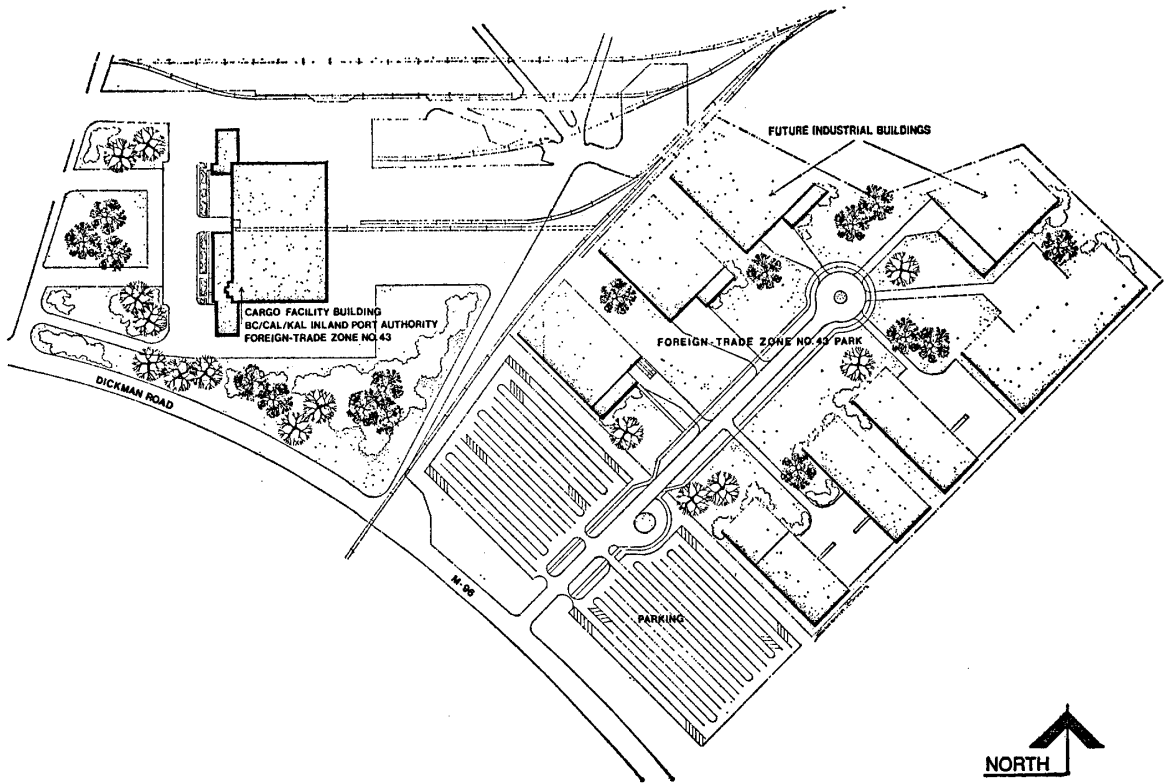 FUTURE INDUSTRIAL BUILDINGS
CARGO FACILITY BUILDING
BC/CAL/KAL INLAND PORT AUTHORITY
FOREIGN-TRADE ZONE NO. 43
FOREIGN-TRADE ZONE NO. 43 PARK
DICKMAN ROAD
M-96
PARKING
NORTH